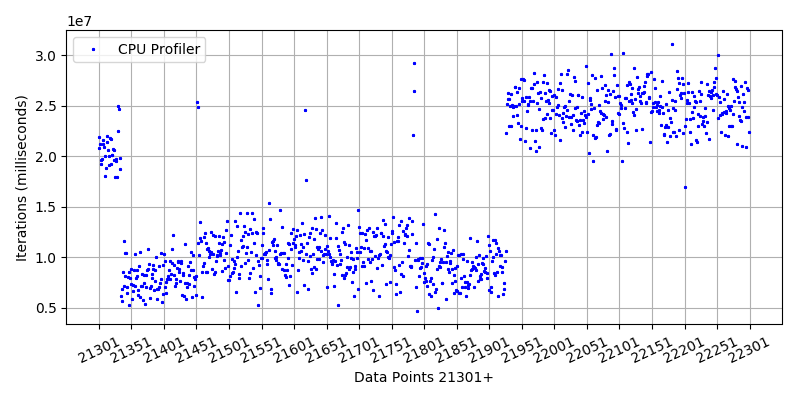 1e7
CPU Profiler
3.0
2.5
2.0
1.5
1.0
0.5
Iterations (milliseconds)
21301 21351 21401 21451 21501 21551 21601 21651 21701 21751 21801 21851 21901 21951 22001 22051 22101 22151 22201 22251 22301
Data Points 21301+